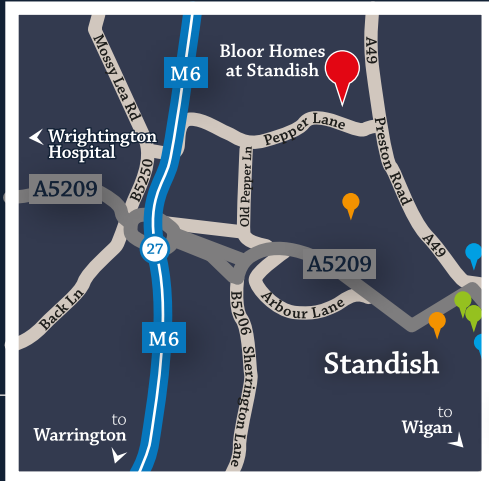 Mossy Lea Rd
M6
Bloor Homes
at Standish
A49
Pepper Lane
Wrightington
Hospital
B5250
Old Pepper Ln
Preston Road
A5209
A49
27
A5209
Back Ln
B5206
Arbour Lane
M6
Sherrington Lane
Standish
to
Warrington
to
Wigan